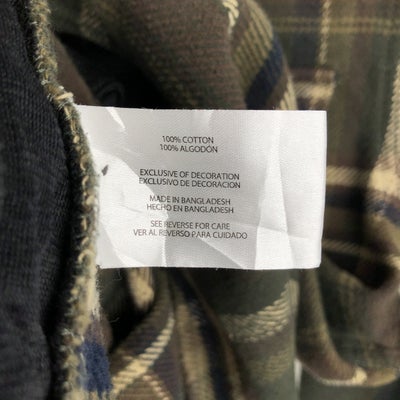 100% COTTON
100% ALGODÓN
EXCLUSIVE OF DECORATION
EXCLUSIVO DE DECORACION
MADE IN BANGLADESH
HECHO EN BANGLADESH
SEE REVERSE FOR CARE
VER AL REVERSO PARA CUIDADO